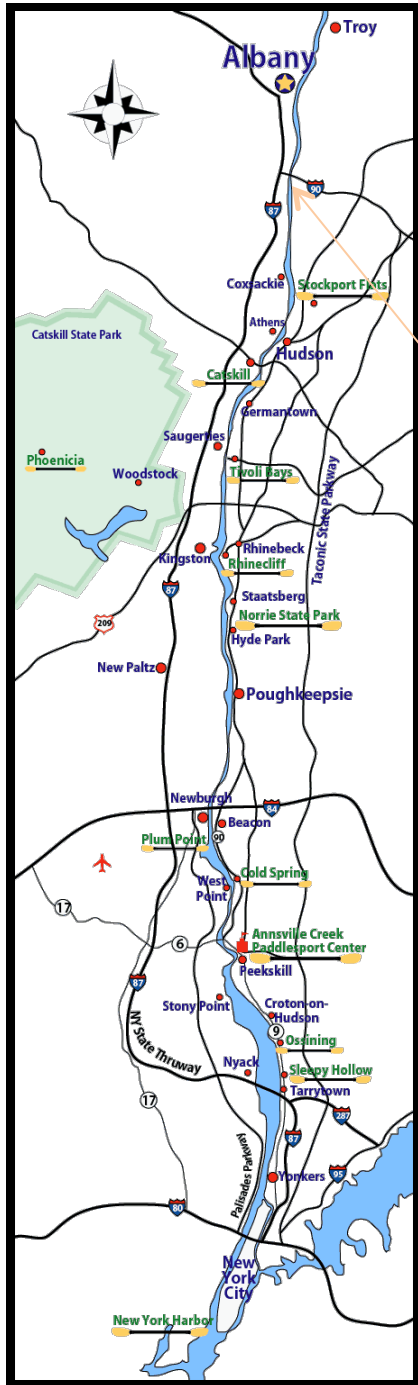 Troy
Albany
90
87
Coxsackie
Stockport Flats
Athens
Catskill State Park
Hudson
Catskill
Germantown
Saugerties
Phoenicia
Tivoli Bays
Woodstock
Taconic State Parkway
Rhinebeck
Kingston
Rhinecliff
87
Staatsberg
209
Norrie State Park
Hyde Park
New Paltz
Poughkeepsie
Newburgh
84
Beacon
90
Plum Point
Cold Spring
West
Point
17
6
Annsville Creek
Paddlesport Center
Peekskill
87
Stony Point
Croton-on-
Hudson
9
NY State Thruway
Ossining
Nyack
Sleepy Hollow
Tarrytown
17
287
87
Palisades Parkway
95
Yonkers
80
New
York
City
New York Harbor